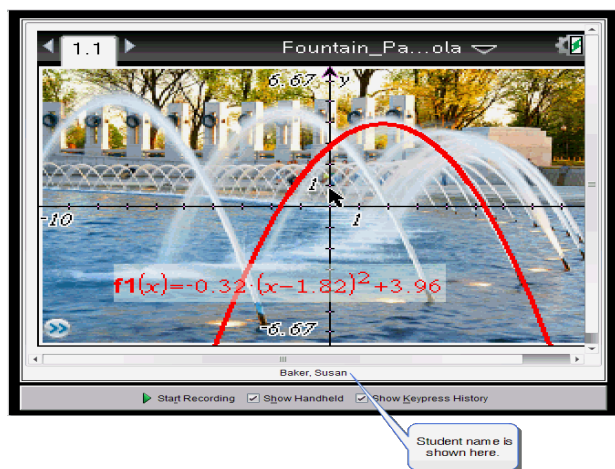 1.1 Fountain_Pa...ola
6.67 y
1
-10 1
f1(x)=-0.32·(x-1.82)²+3.96
-6.67
Baker, Susan
Start Recording Show Handheld Show Keypress History
Student name is
shown here.